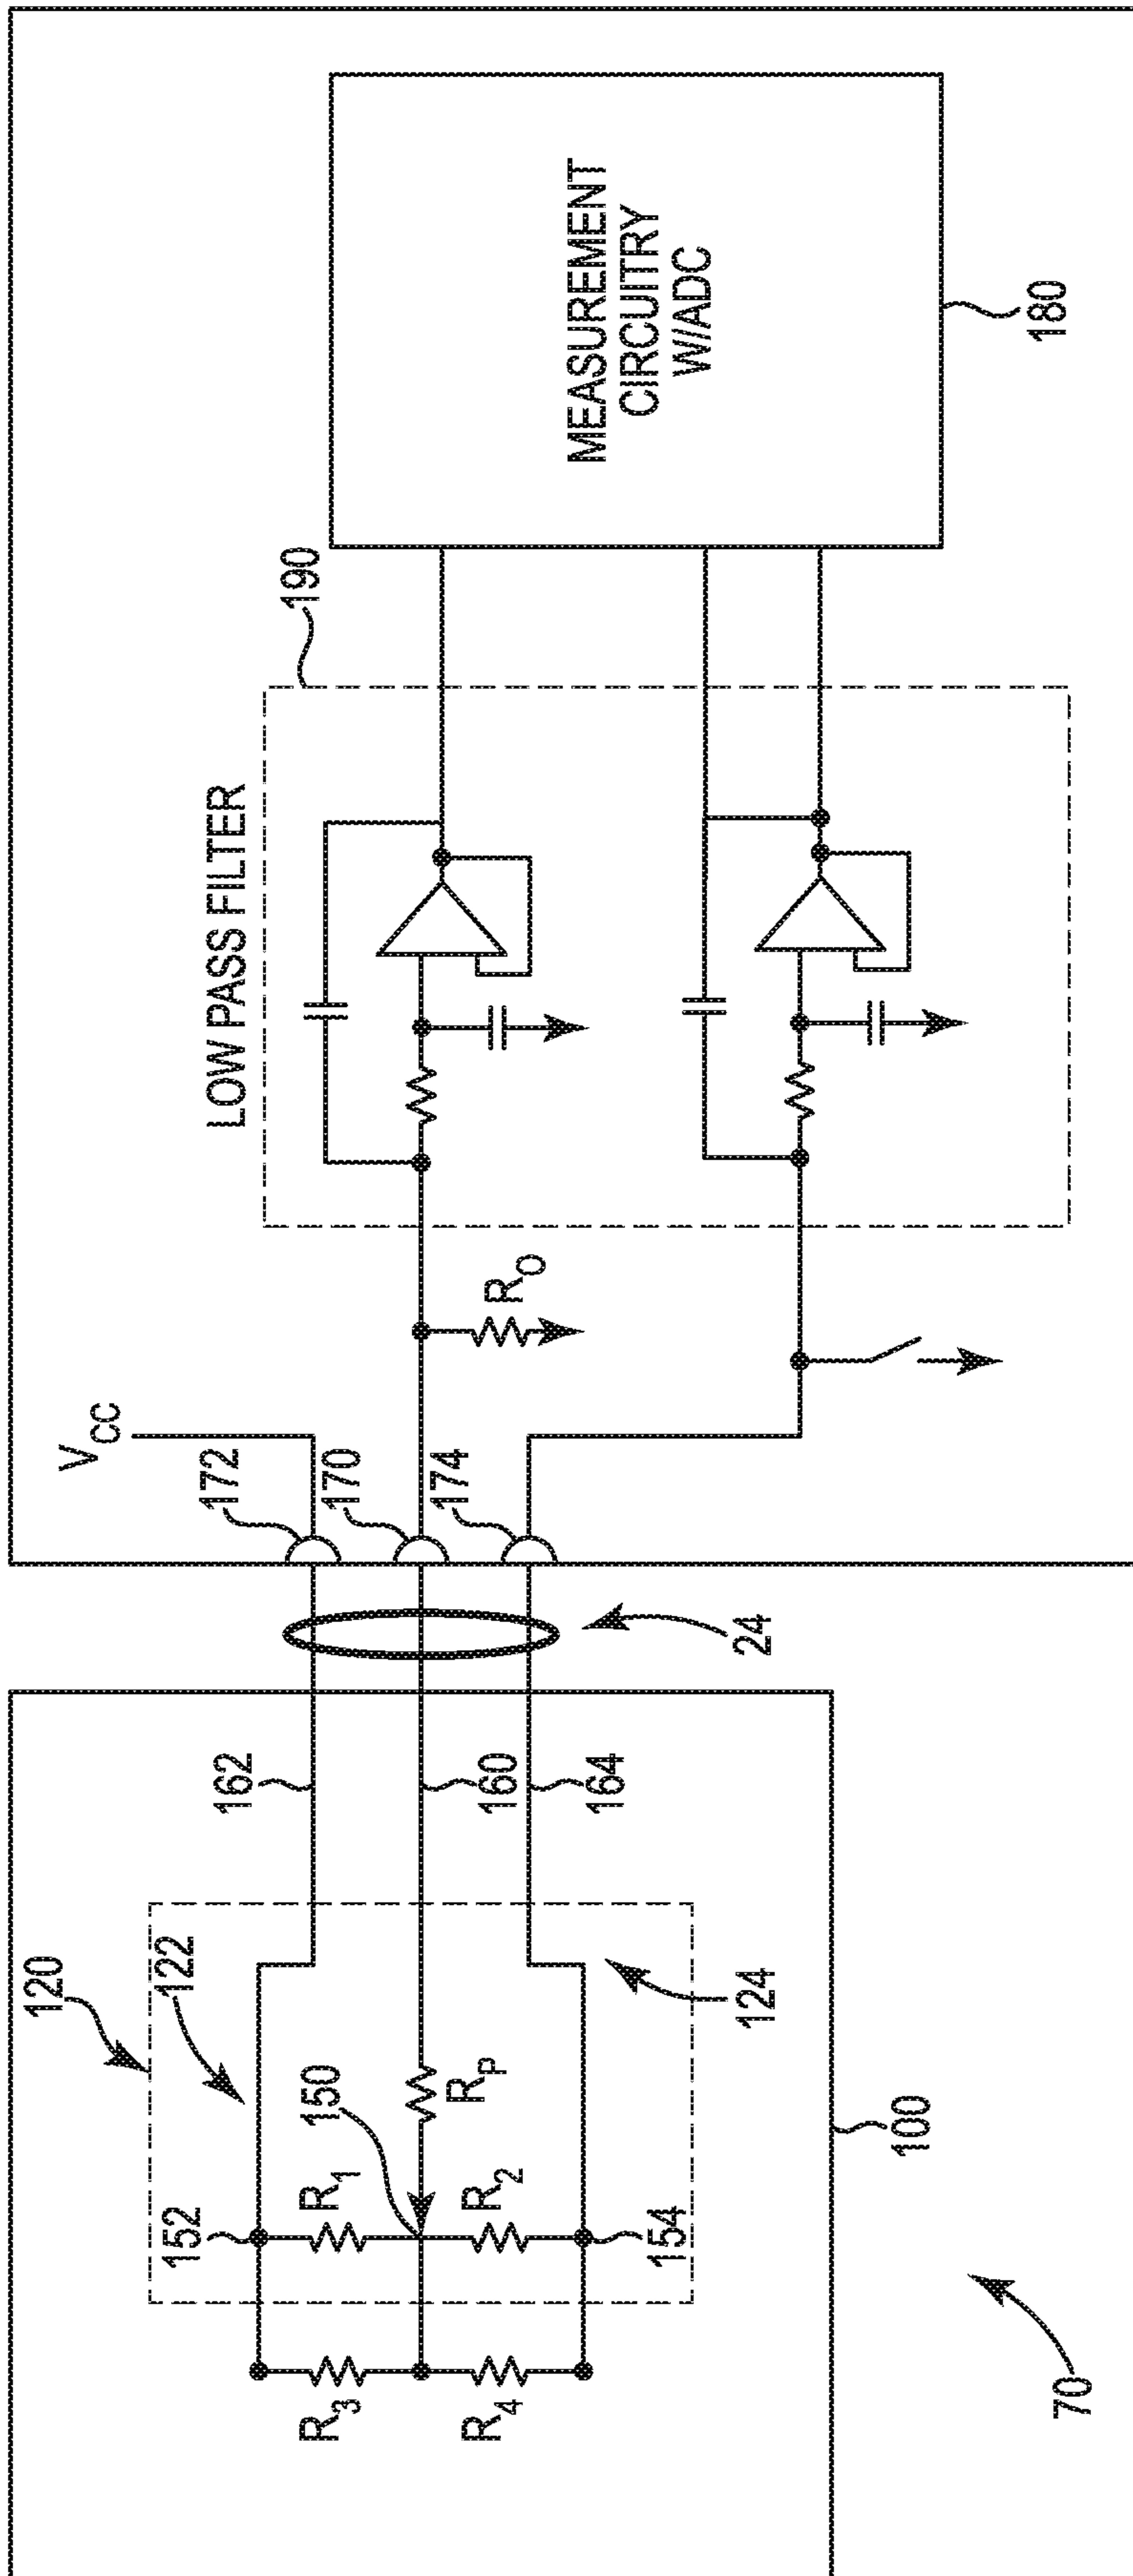 120
122
152
R1
150
RP
R2
154
R3
R4
124
100
70
162
160
164
24
172
170
174
VCC
RO
LOW PASS FILTER
190
MEASUREMENT
CIRCUITRY
W/ADC
180